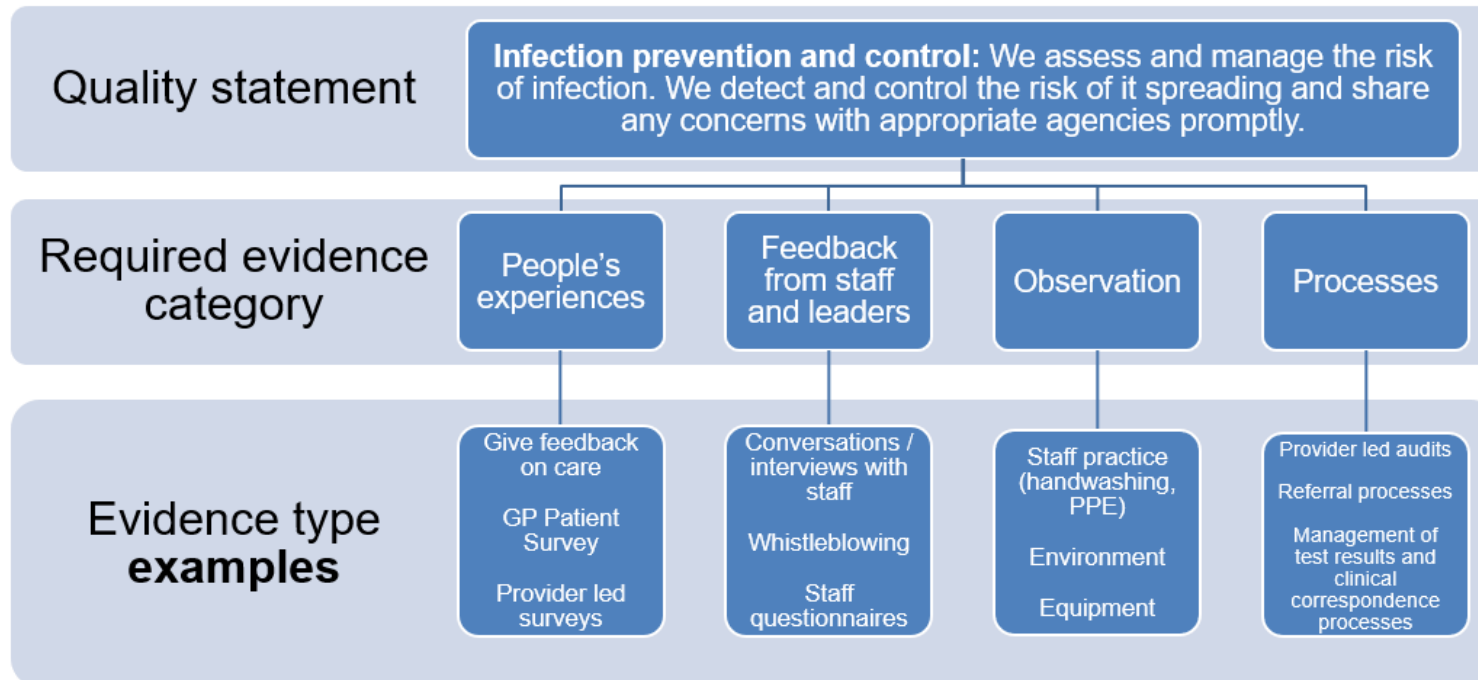 Quality statement
Infection prevention and control: We assess and manage the risk
of infection. We detect and control the risk of it spreading and share
any concerns with appropriate agencies promptly.
Required evidence
category
People’s
experiences
Feedback
from staff
and leaders
Observation
Processes
Evidence type
examples
Give feedback
on care
GP Patient
Survey
Provider led
surveys
Conversations /
interviews with
staff
Whistleblowing
Staff
questionnaires
Staff practice
(handwashing,
PPE)
Environment
Equipment
Provider led audits
Referral processes
Management of
test results and
clinical
correspondence
processes